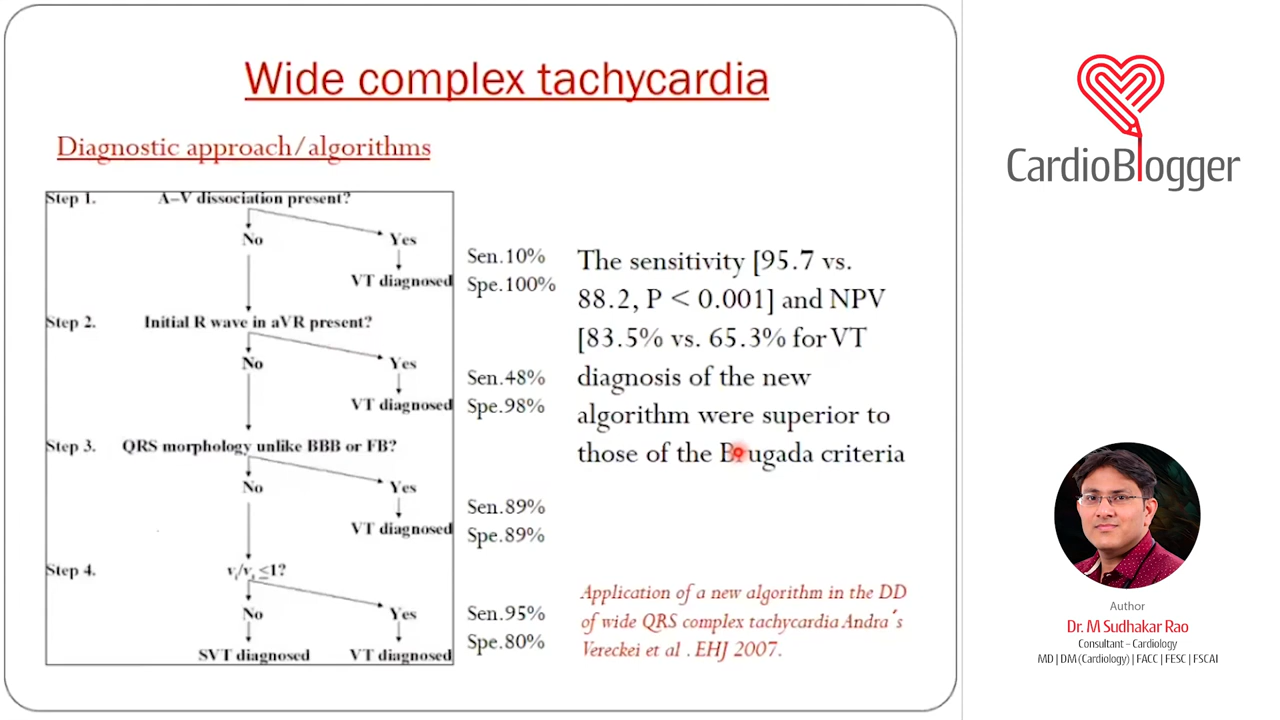 Wide complex tachycardia
Diagnostic approach/algorithms
Step 1. A–V dissociation present?
No Yes
VT diagnosed
Sen.10%
Spe.100%
Step 2. Initial R wave in aVR present?
No Yes
VT diagnosed
Sen.48%
Spe.98%
Step 3. QRS morphology unlike BBB or FB?
No Yes
VT diagnosed
Sen.89%
Spe.89%
Step 4. vi/vt ≤1?
No Yes
SVT diagnosed VT diagnosed
Sen.95%
Spe.80%
The sensitivity [95.7 vs.
88.2, P < 0.001] and NPV
[83.5% vs. 65.3% for VT
diagnosis of the new
algorithm were superior to
those of the Brugada criteria
Application of a new algorithm in the DD
of wide QRS complex tachycardia Andra´s
Vereckei et al . EHJ 2007.
CardioBlogger
Author
Dr. M Sudhakar Rao
Consultant – Cardiology
MD | DM (Cardiology) | FACC | FESC | FSCAI